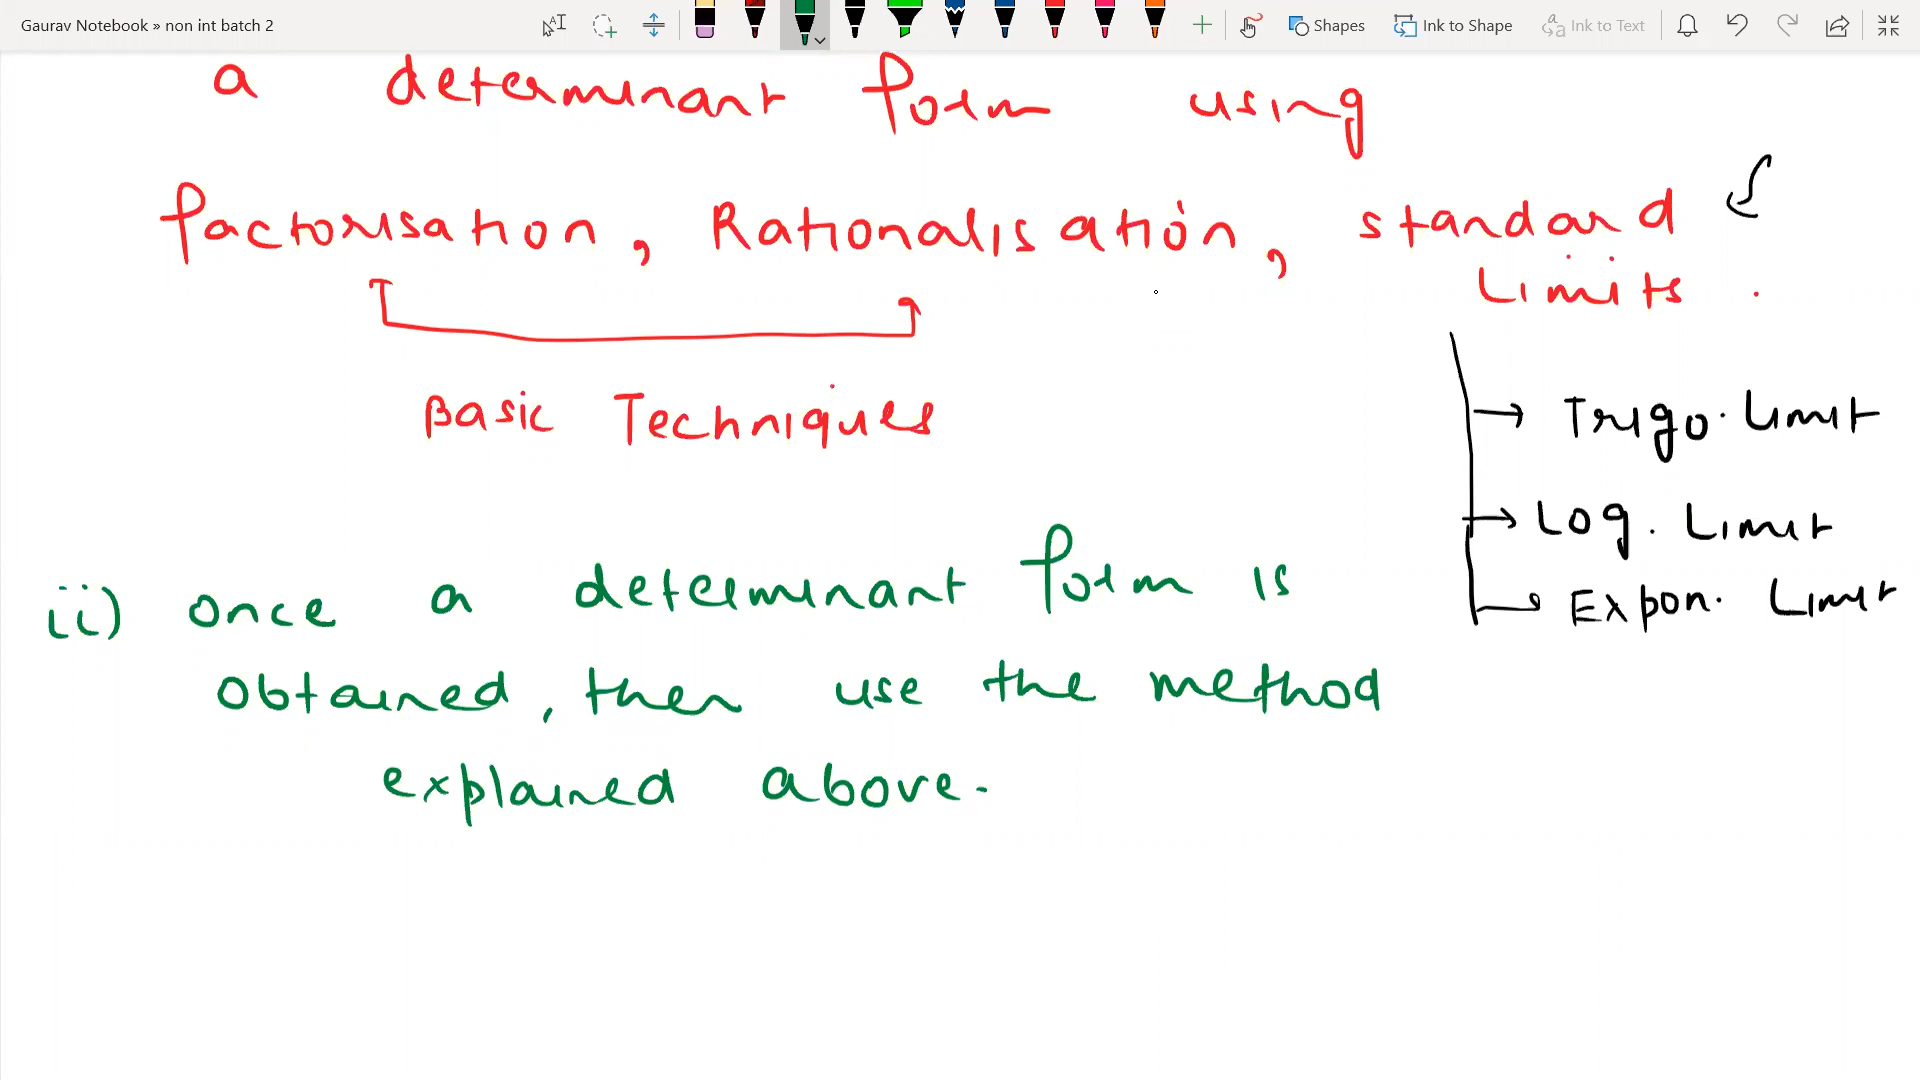 Gaurav Notebook » non int batch 2
Shapes
Ink to Shape
Ink to Text
a determinant form using
factorisation, Rationalisation, standard
Limits.
Basic Techniques
→ Trigo. Limit
→ Log. Limit
→ Expon. Limit
ii) once a determinant form is
obtained, then use the method
explained above.